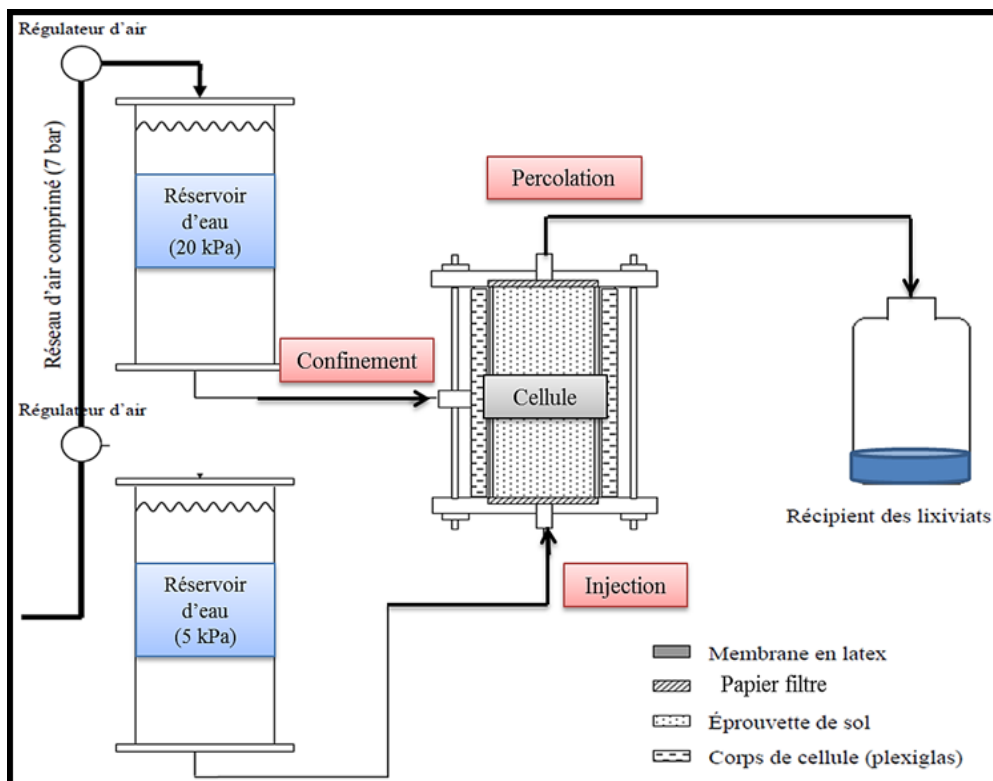 Régulateur d'air
Réseau d'air comprimé (7 bar)
Réservoir
d'eau
(20 kPa)
Percolation
Confinement
Cellule
Régulateur d'air
Réservoir
d'eau
(5 kPa)
Injection
Récipient des lixiviats
Membrane en latex
Papier filtre
Éprouvette de sol
Corps de cellule (plexiglas)